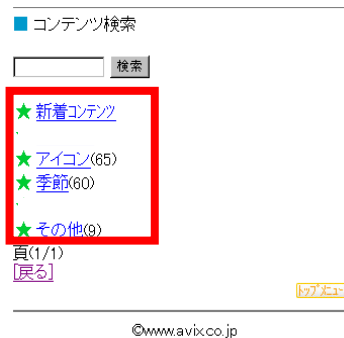 ■ コンテンツ検索
検索
★ 新着コンテンツ
★ アイコン(65)
★ 季節(60)
★ その他(9)
頁(1/1)
[戻る]
トップメニュー
©www.avix.co.jp